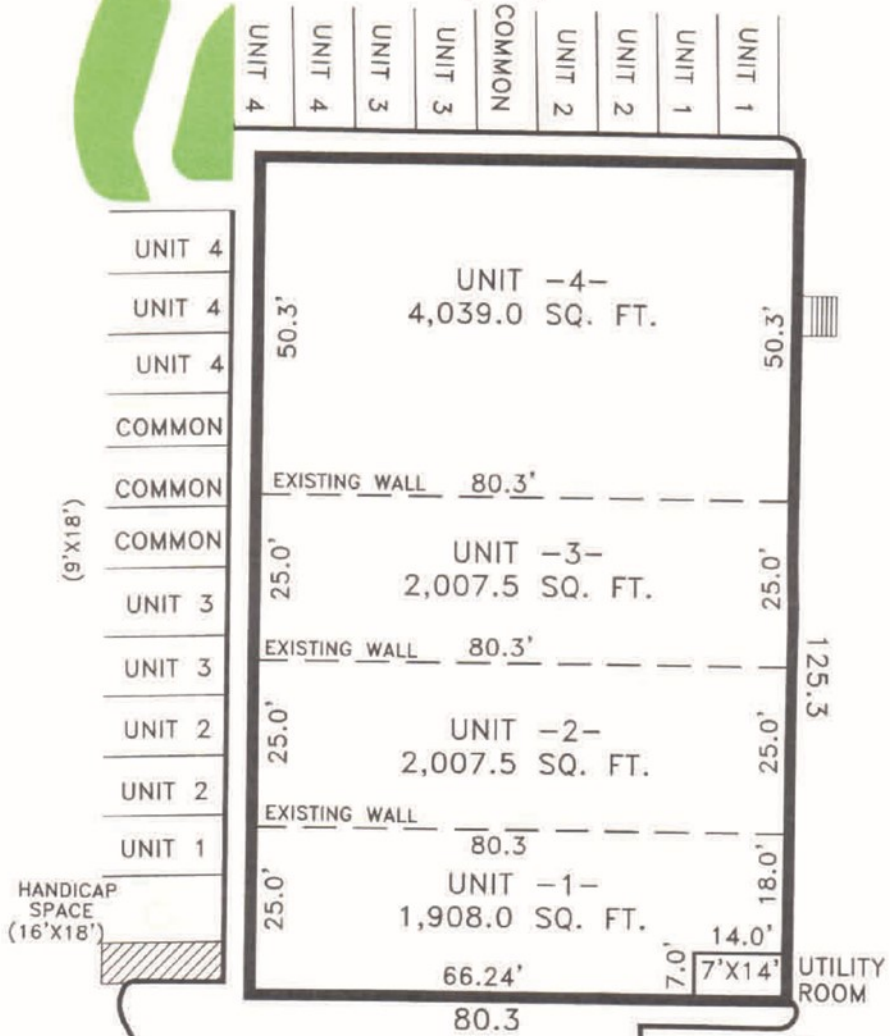 UNIT 4
UNIT 4
UNIT 3
UNIT 3
COMMON
UNIT 2
UNIT 2
UNIT 1
UNIT 1
UNIT 4
UNIT 4
UNIT 4
COMMON
COMMON
COMMON
UNIT 3
UNIT 3
UNIT 2
UNIT 2
UNIT 1
(9'X18')
HANDICAP
SPACE
(16'X18')
UNIT -4-
4,039.0 SQ. FT.
50.3'
50.3'
EXISTING WALL 80.3'
UNIT -3-
2,007.5 SQ. FT.
25.0'
25.0'
EXISTING WALL 80.3'
125.3
UNIT -2-
2,007.5 SQ. FT.
25.0'
25.0'
EXISTING WALL
80.3
UNIT -1-
1,908.0 SQ. FT.
25.0'
18.0'
14.0'
7.0'
7'X14'
UTILITY
ROOM
66.24'
80.3